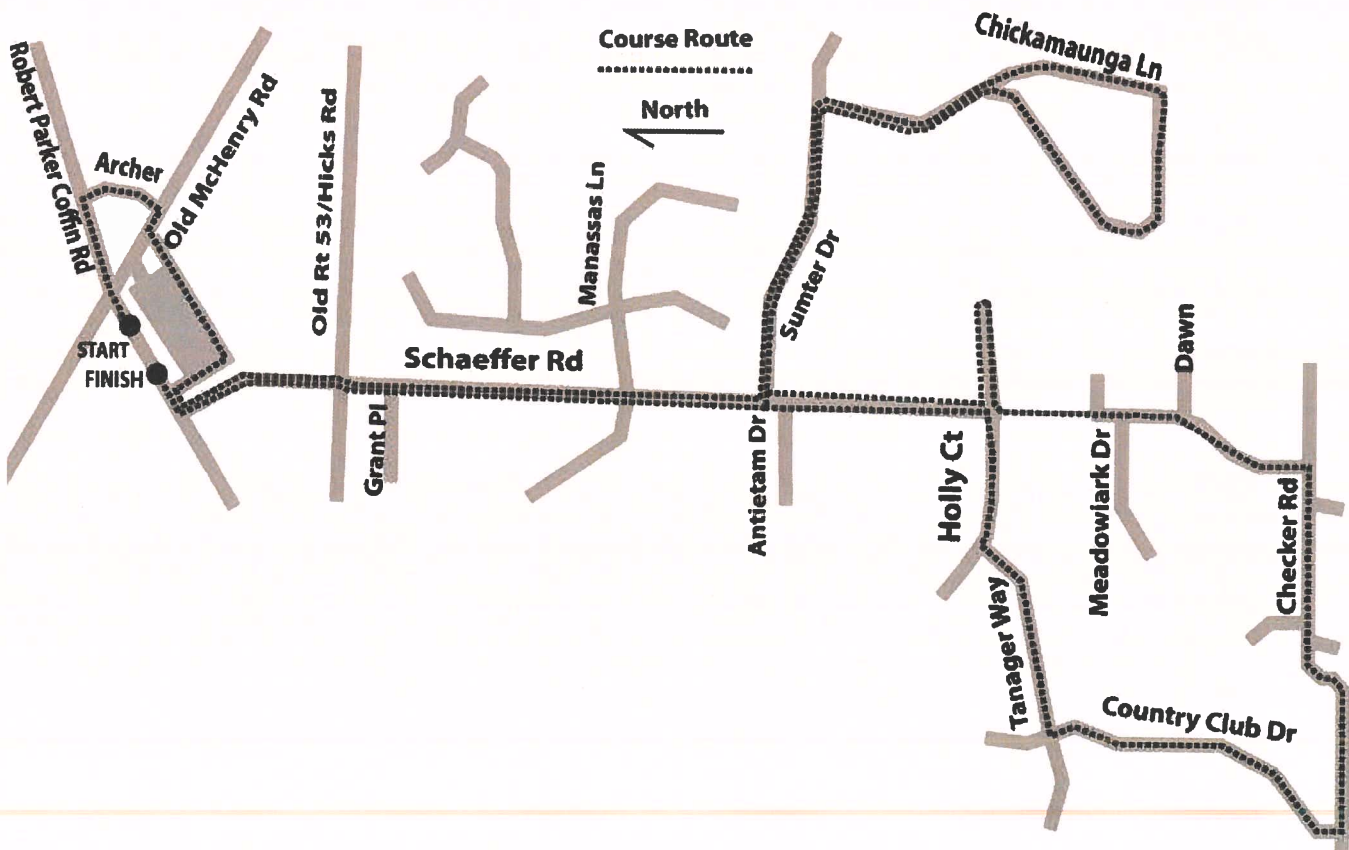 Course Route
North
Chickamaunga Ln
Robert Parker Coffin Rd
Archer
Old McHenry Rd
Old Rt 53/Hicks Rd
Manassas Ln
Sumter Dr
START
FINISH
Schaeffer Rd
Dawn
Grant Pl
Antietam Dr
Holly Ct
Meadowlark Dr
Checker Rd
Tanager Way
Country Club Dr